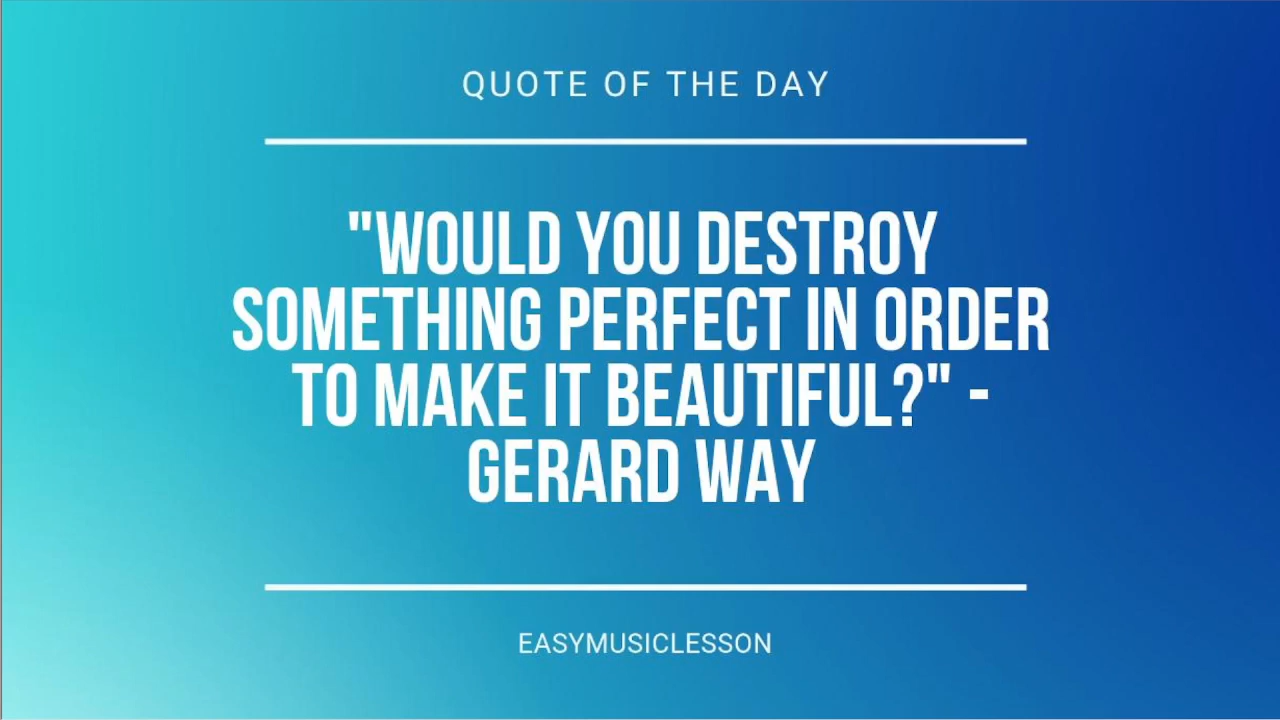 QUOTE OF THE DAY
"WOULD YOU DESTROY
SOMETHING PERFECT IN ORDER
TO MAKE IT BEAUTIFUL?" -
GERARD WAY
EASYMUSICLESSON